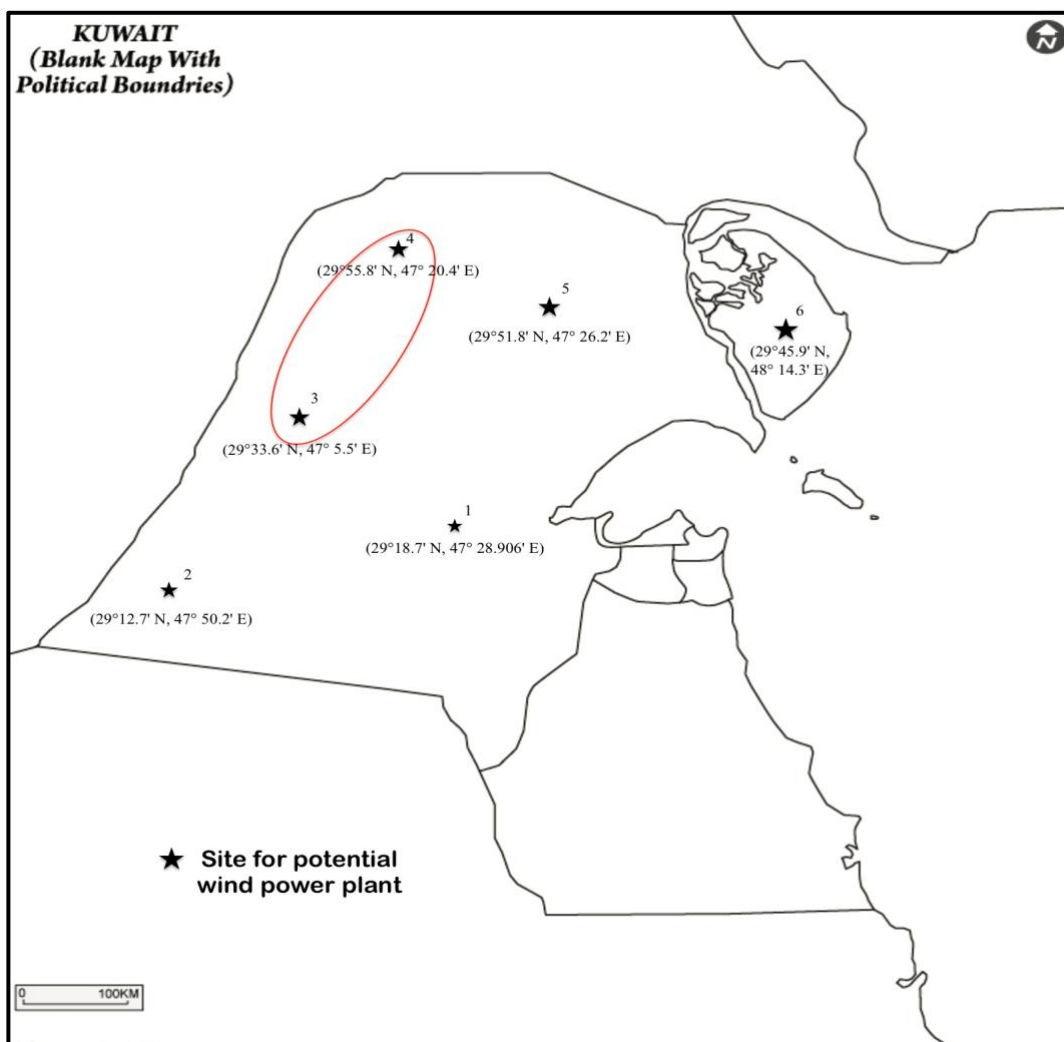 KUWAIT
(Blank Map With
Political Boundries)
N
4
(29°55.8' N, 47° 20.4' E)
5
(29°51.8' N, 47° 26.2' E)
6
(29°45.9' N,
48° 14.3' E)
3
(29°33.6' N, 47° 5.5' E)
1
(29°18.7' N, 47° 28.906' E)
2
(29°12.7' N, 47° 50.2' E)
Site for potential
wind power plant
0 100KM